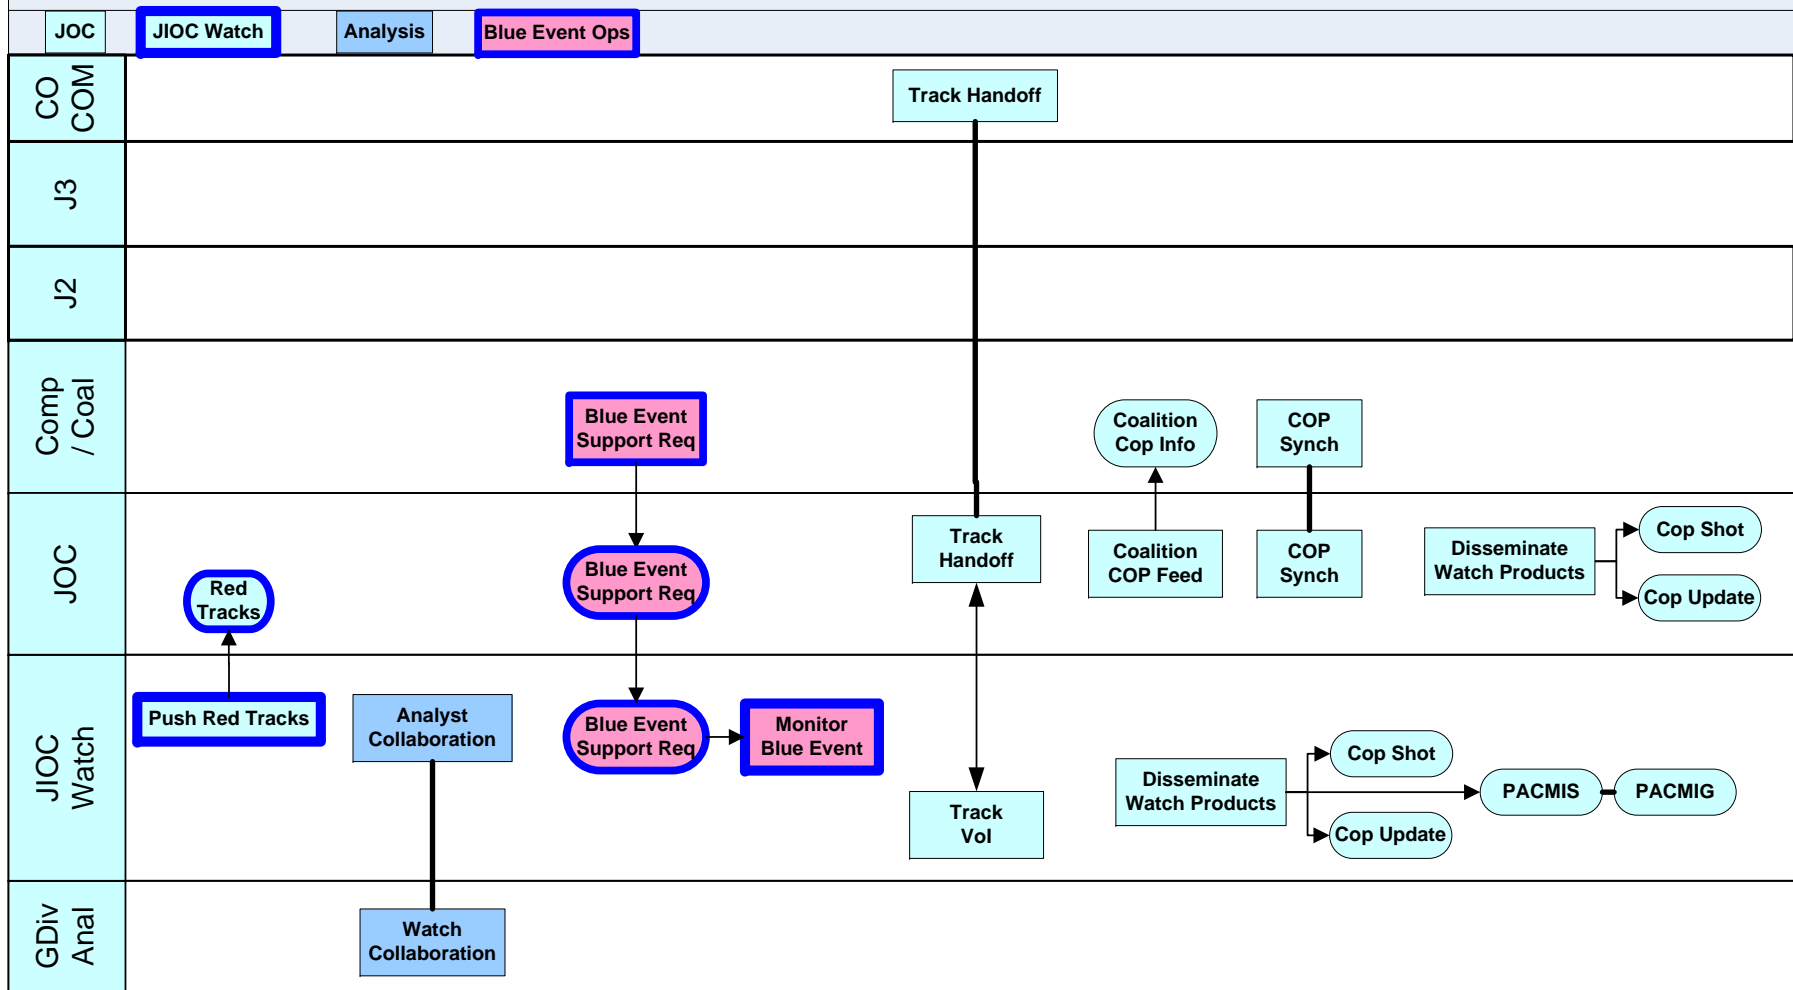 JOC
JIOC Watch
Analysis
Blue Event Ops
CO
COM
Track Handoff
J3
J2
Comp
/ Coal
Blue Event
Support Req
Coalition
Cop Info
COP
Synch
JOC
Red
Tracks
Blue Event
Support Req
Track
Handoff
Coalition
COP Feed
COP
Synch
Disseminate
Watch Products
Cop Shot
Cop Update
JIOC
Watch
Push Red Tracks
Analyst
Collaboration
Blue Event
Support Req
Monitor
Blue Event
Track
VoI
Disseminate
Watch Products
Cop Shot
Cop Update
PACMIS
PACMIG
GDiv
Anal
Watch
Collaboration